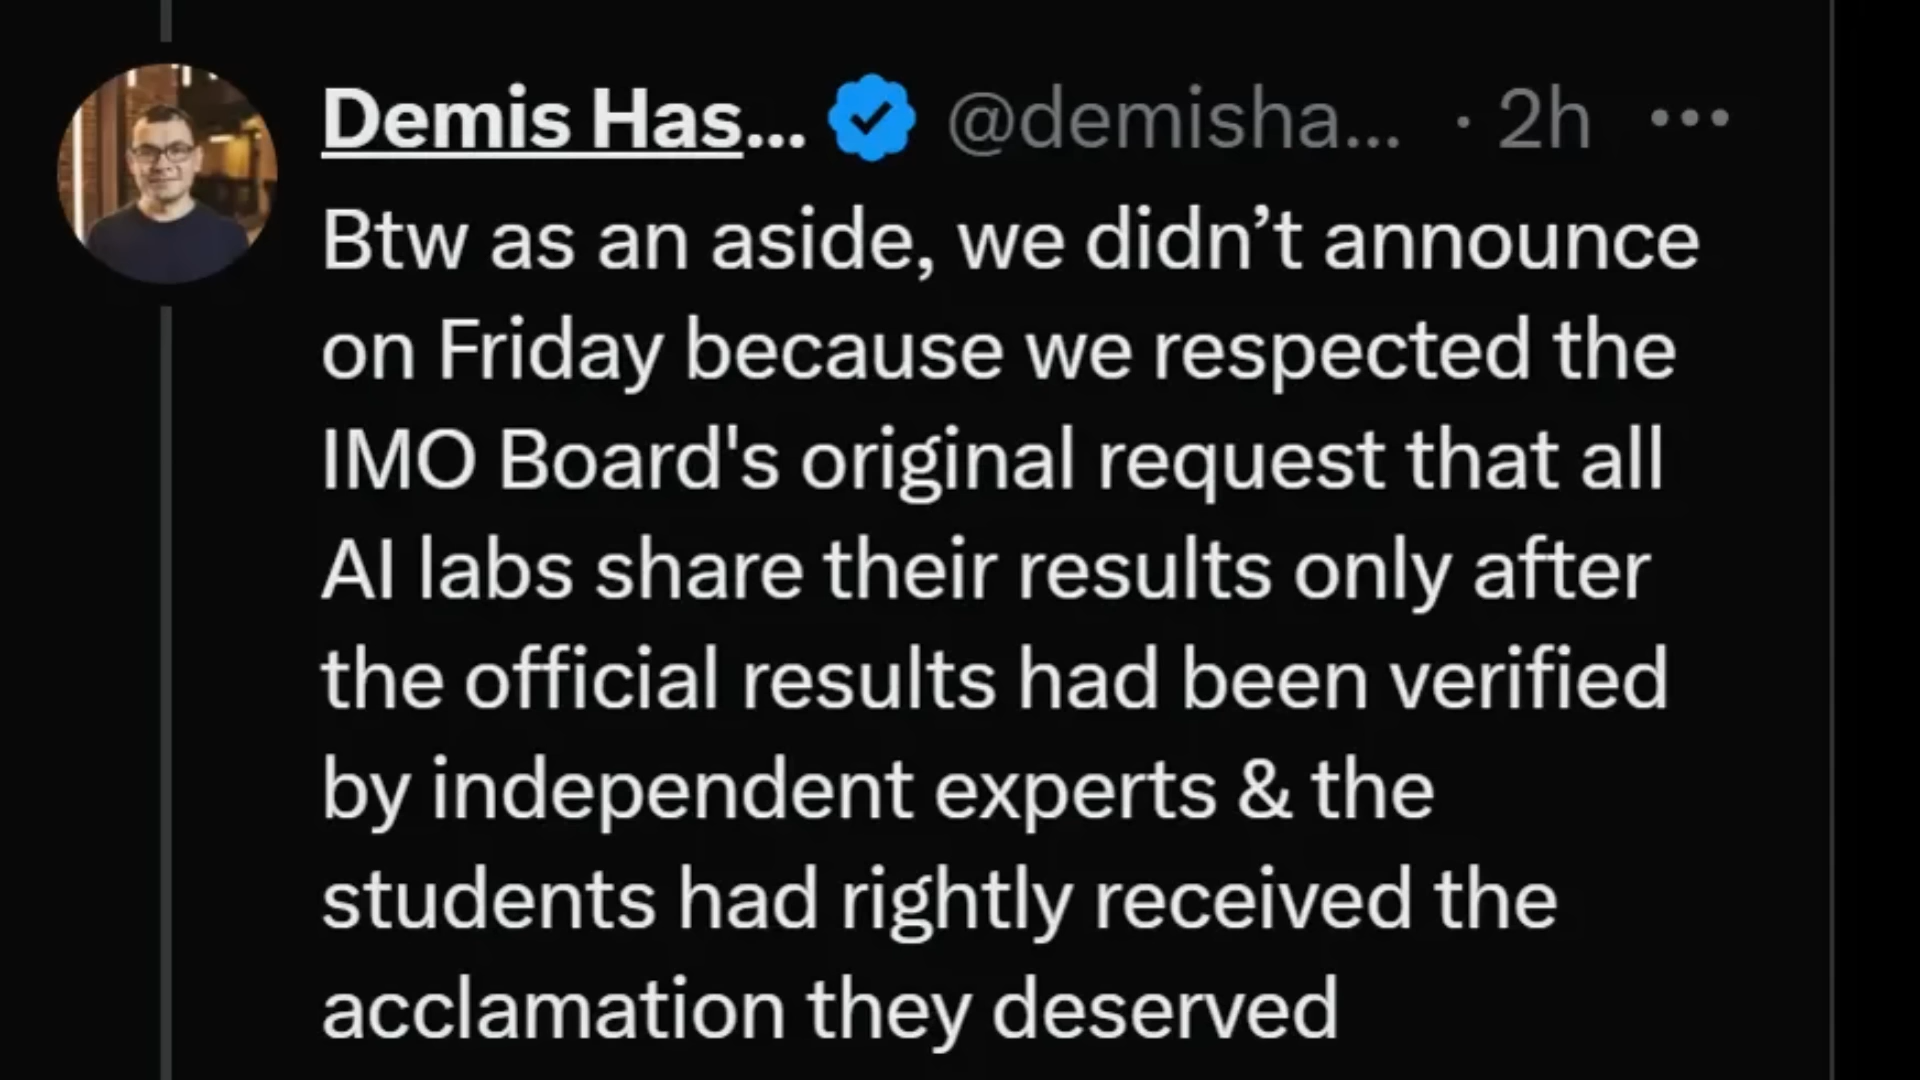 Demis Has... @demisha... · 2h ...
Btw as an aside, we didn’t announce
on Friday because we respected the
IMO Board's original request that all
AI labs share their results only after
the official results had been verified
by independent experts & the
students had rightly received the
acclamation they deserved